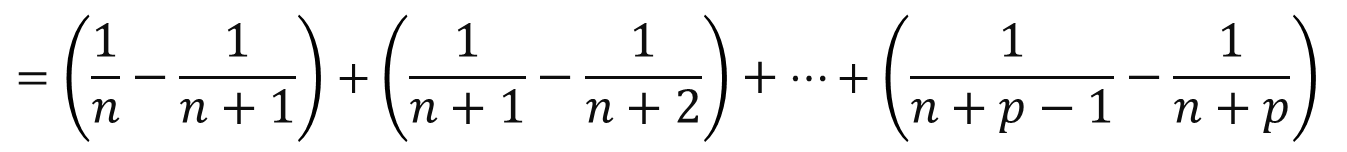 = (1/n − 1/(n + 1)) + (1/(n + 1) − 1/(n + 2)) + ⋯ + (1/(n + p − 1) − 1/(n + p))